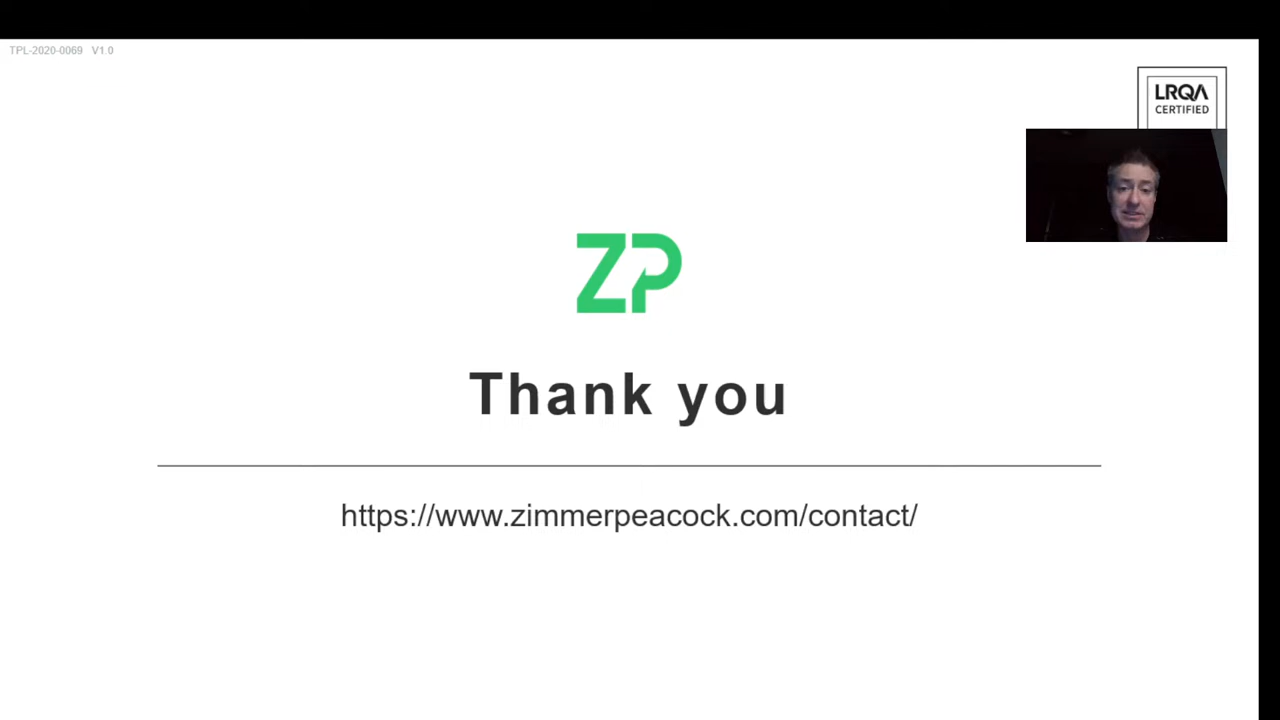 TPL-2020-0069 V1.0
LRQA
CERTIFIED
ZP
Thank you
https://www.zimmerpeacock.com/contact/